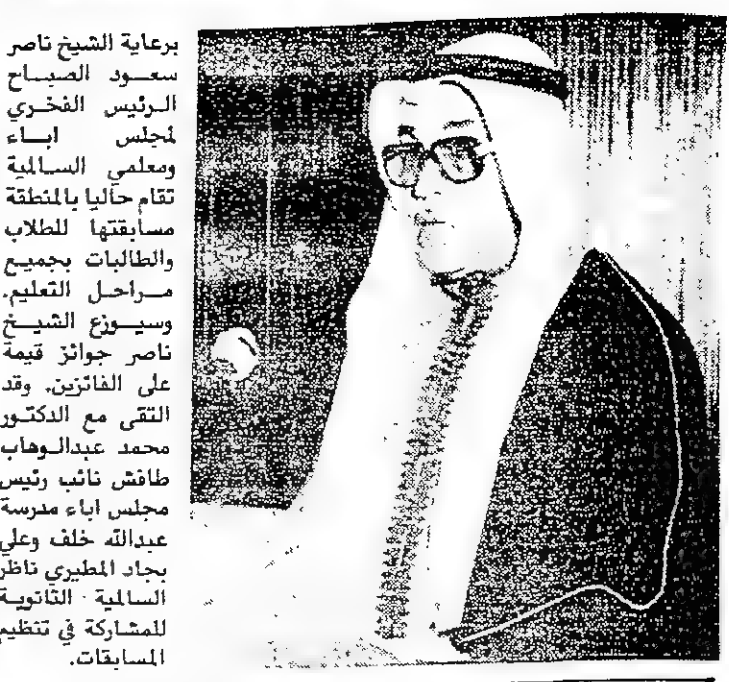 برعاية الشيخ ناصر
سعود الصباح
الرئيس الفخري
لمجلس اباء
ومعلمي السالمية
تقام حاليا بالمنطقة
مسابقتها للطلاب
والطالبات بجميع
مراحل التعليم.
وسيوزع الشيخ
ناصر جوائز قيمة
على الفائزين. وقد
التقى مع الدكتور
محمد عبدالوهاب
طافش نائب رئيس
مجلس اباء مدرسة
عبدالله خلف وعلي
بجاد المطيري ناظر
السالمية الثانوية
للمشاركة في تنظيم
المسابقات.